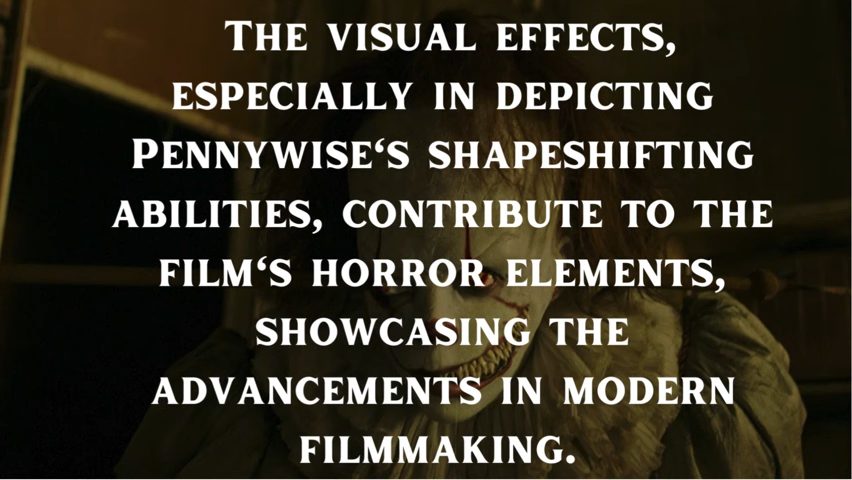 The visual effects,
especially in depicting
Pennywise‘s shapeshifting
abilities, contribute to the
film‘s horror elements,
showcasing the
advancements in modern
filmmaking.